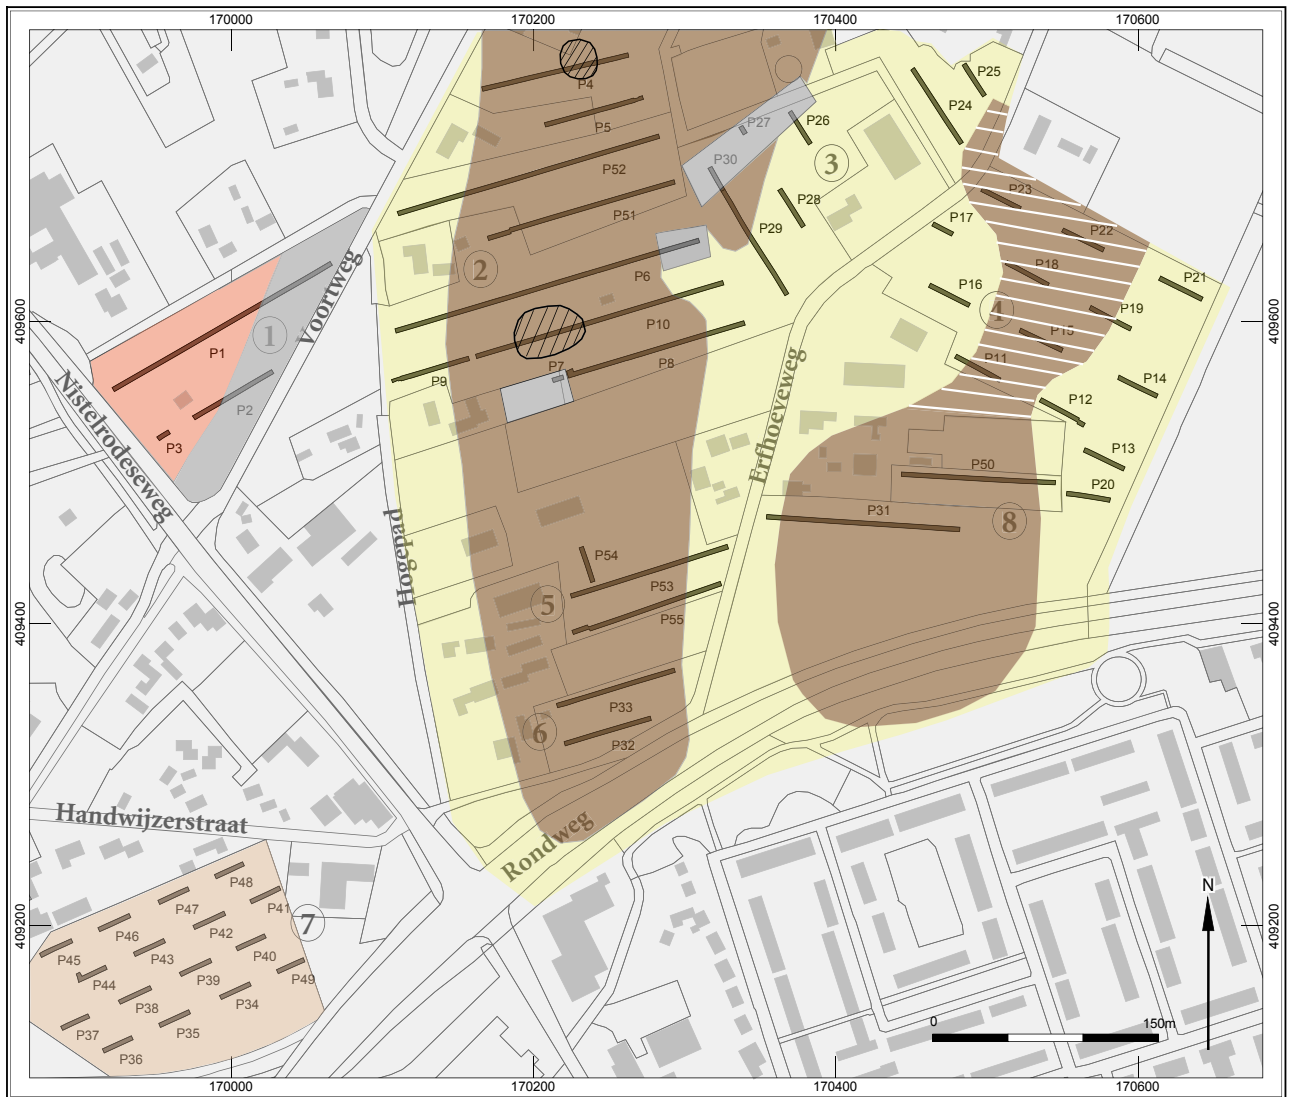 170000
170200
170400
170600
P4
P5
P52
P51
P27
P30
P26
P28
P29
3
P25
P24
P23
P22
P17
P18
P21
P16
P19
P15
4
P11
P14
P12
P13
P20
P50
P31
8
2
P6
P10
P8
P7
P9
1
P1
P2
P3
Voortweg
Nistelrodeseweg
Hoogepad
Erfhoeveweg
409600
409600
P54
5
P53
P55
409400
409400
P33
6
P32
Rondweg
Handwijzerstraat
P48
P41
P47
7
P42
P46
P45
P43
P40
P44
P39
P49
P38
P34
P37
P35
P36
409200
409200
N
0
150m
170000
170200
170400
170600